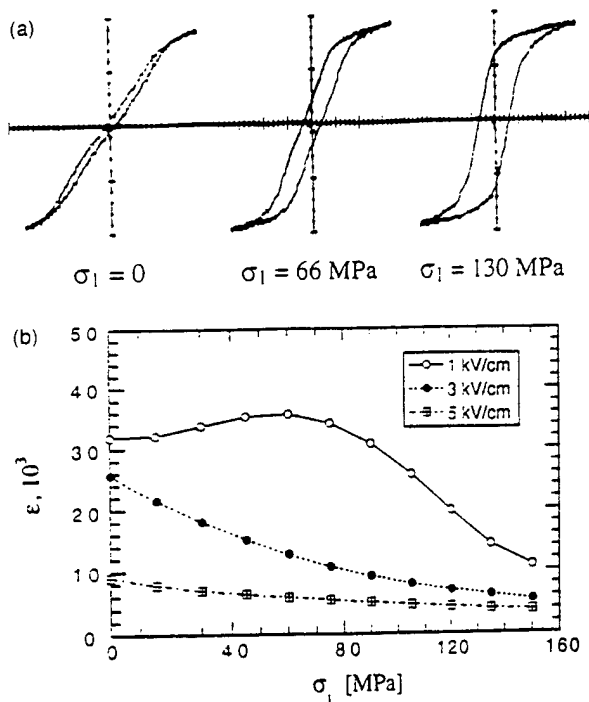 (a)
σ₁ = 0
σ₁ = 66 MPa
σ₁ = 130 MPa
(b)
50
40
30
20
10
0
ε, 10³
1 kV/cm
3 kV/cm
5 kV/cm
0
40
80
120
160
σ₁ [MPa]